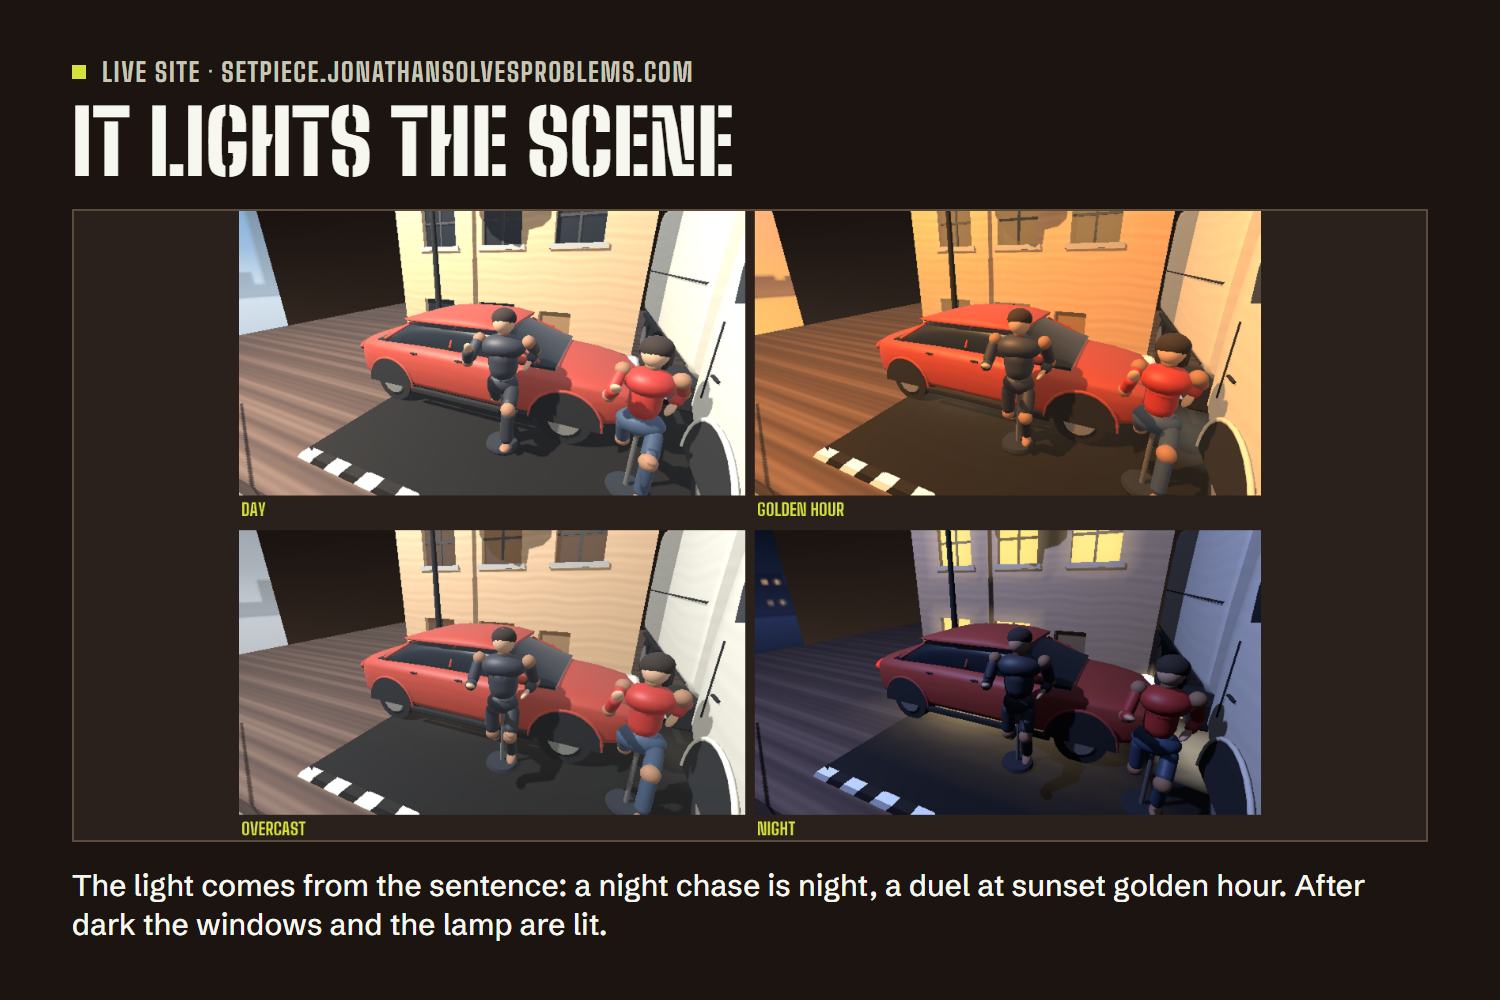 LIVE SITE · SETPIECE.JONATHANSOLVESPROBLEMS.COM
IT LIGHTS THE SCENE
DAY
GOLDEN HOUR
OVERCAST
NIGHT
The light comes from the sentence: a night chase is night, a duel at sunset golden hour. After
dark the windows and the lamp are lit.